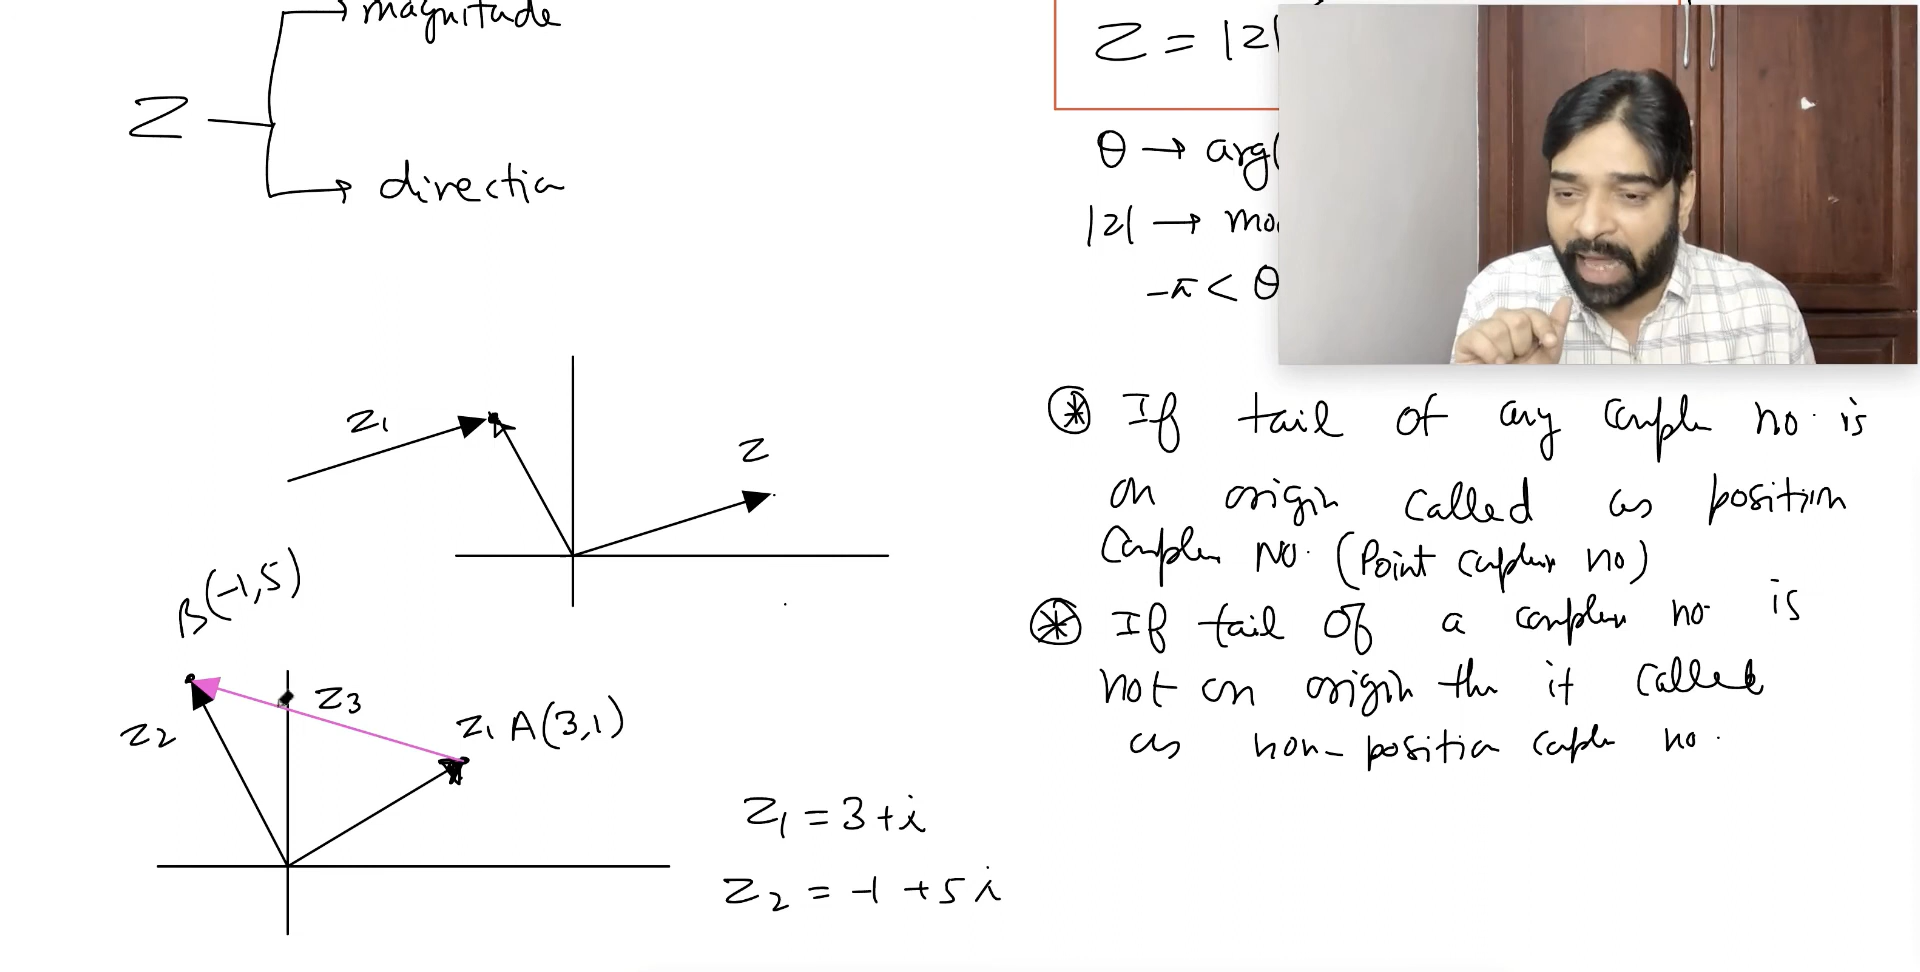 magnitude
Z
direction
Z = |z|
θ → arg(
|z| → mo
-π < θ
z₁
z
B(-1,5)
z₂
z₃
z₁ A(3,1)
Z₁ = 3+i
Z₂ = -1 +5i
⊛ If tail of any complex no. is
on origin called as position
Complex NO. (Point complex no)
⊛ If tail of a complex no is
not on origin the it called
as non-position complex no.